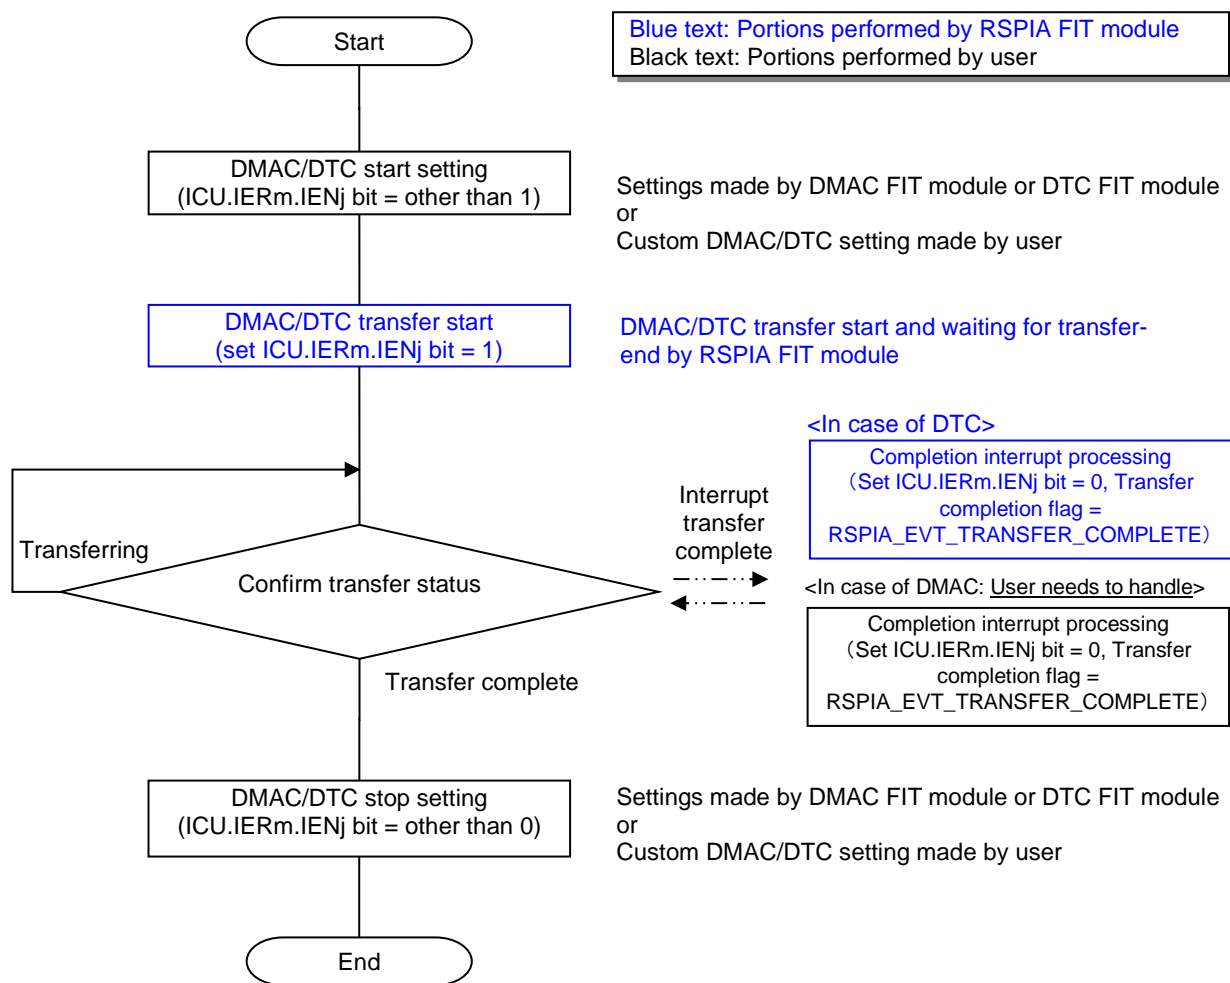 Start
Blue text: Portions performed by RSPIA FIT module
Black text: Portions performed by user
DMAC/DTC start setting
(ICU.IERm.IENj bit = other than 1)
Settings made by DMAC FIT module or DTC FIT module
or
Custom DMAC/DTC setting made by user
DMAC/DTC transfer start
(set ICU.IERm.IENj bit = 1)
DMAC/DTC transfer start and waiting for transfer-
end by RSPIA FIT module
Transferring
Confirm transfer status
Interrupt
transfer
complete
<In case of DTC>
Completion interrupt processing
（Set ICU.IERm.IENj bit = 0, Transfer
completion flag =
RSPIA_EVT_TRANSFER_COMPLETE）
<In case of DMAC: User needs to handle>
Completion interrupt processing
（Set ICU.IERm.IENj bit = 0, Transfer
completion flag =
RSPIA_EVT_TRANSFER_COMPLETE）
Transfer complete
DMAC/DTC stop setting
(ICU.IERm.IENj bit = other than 0)
Settings made by DMAC FIT module or DTC FIT module
or
Custom DMAC/DTC setting made by user
End